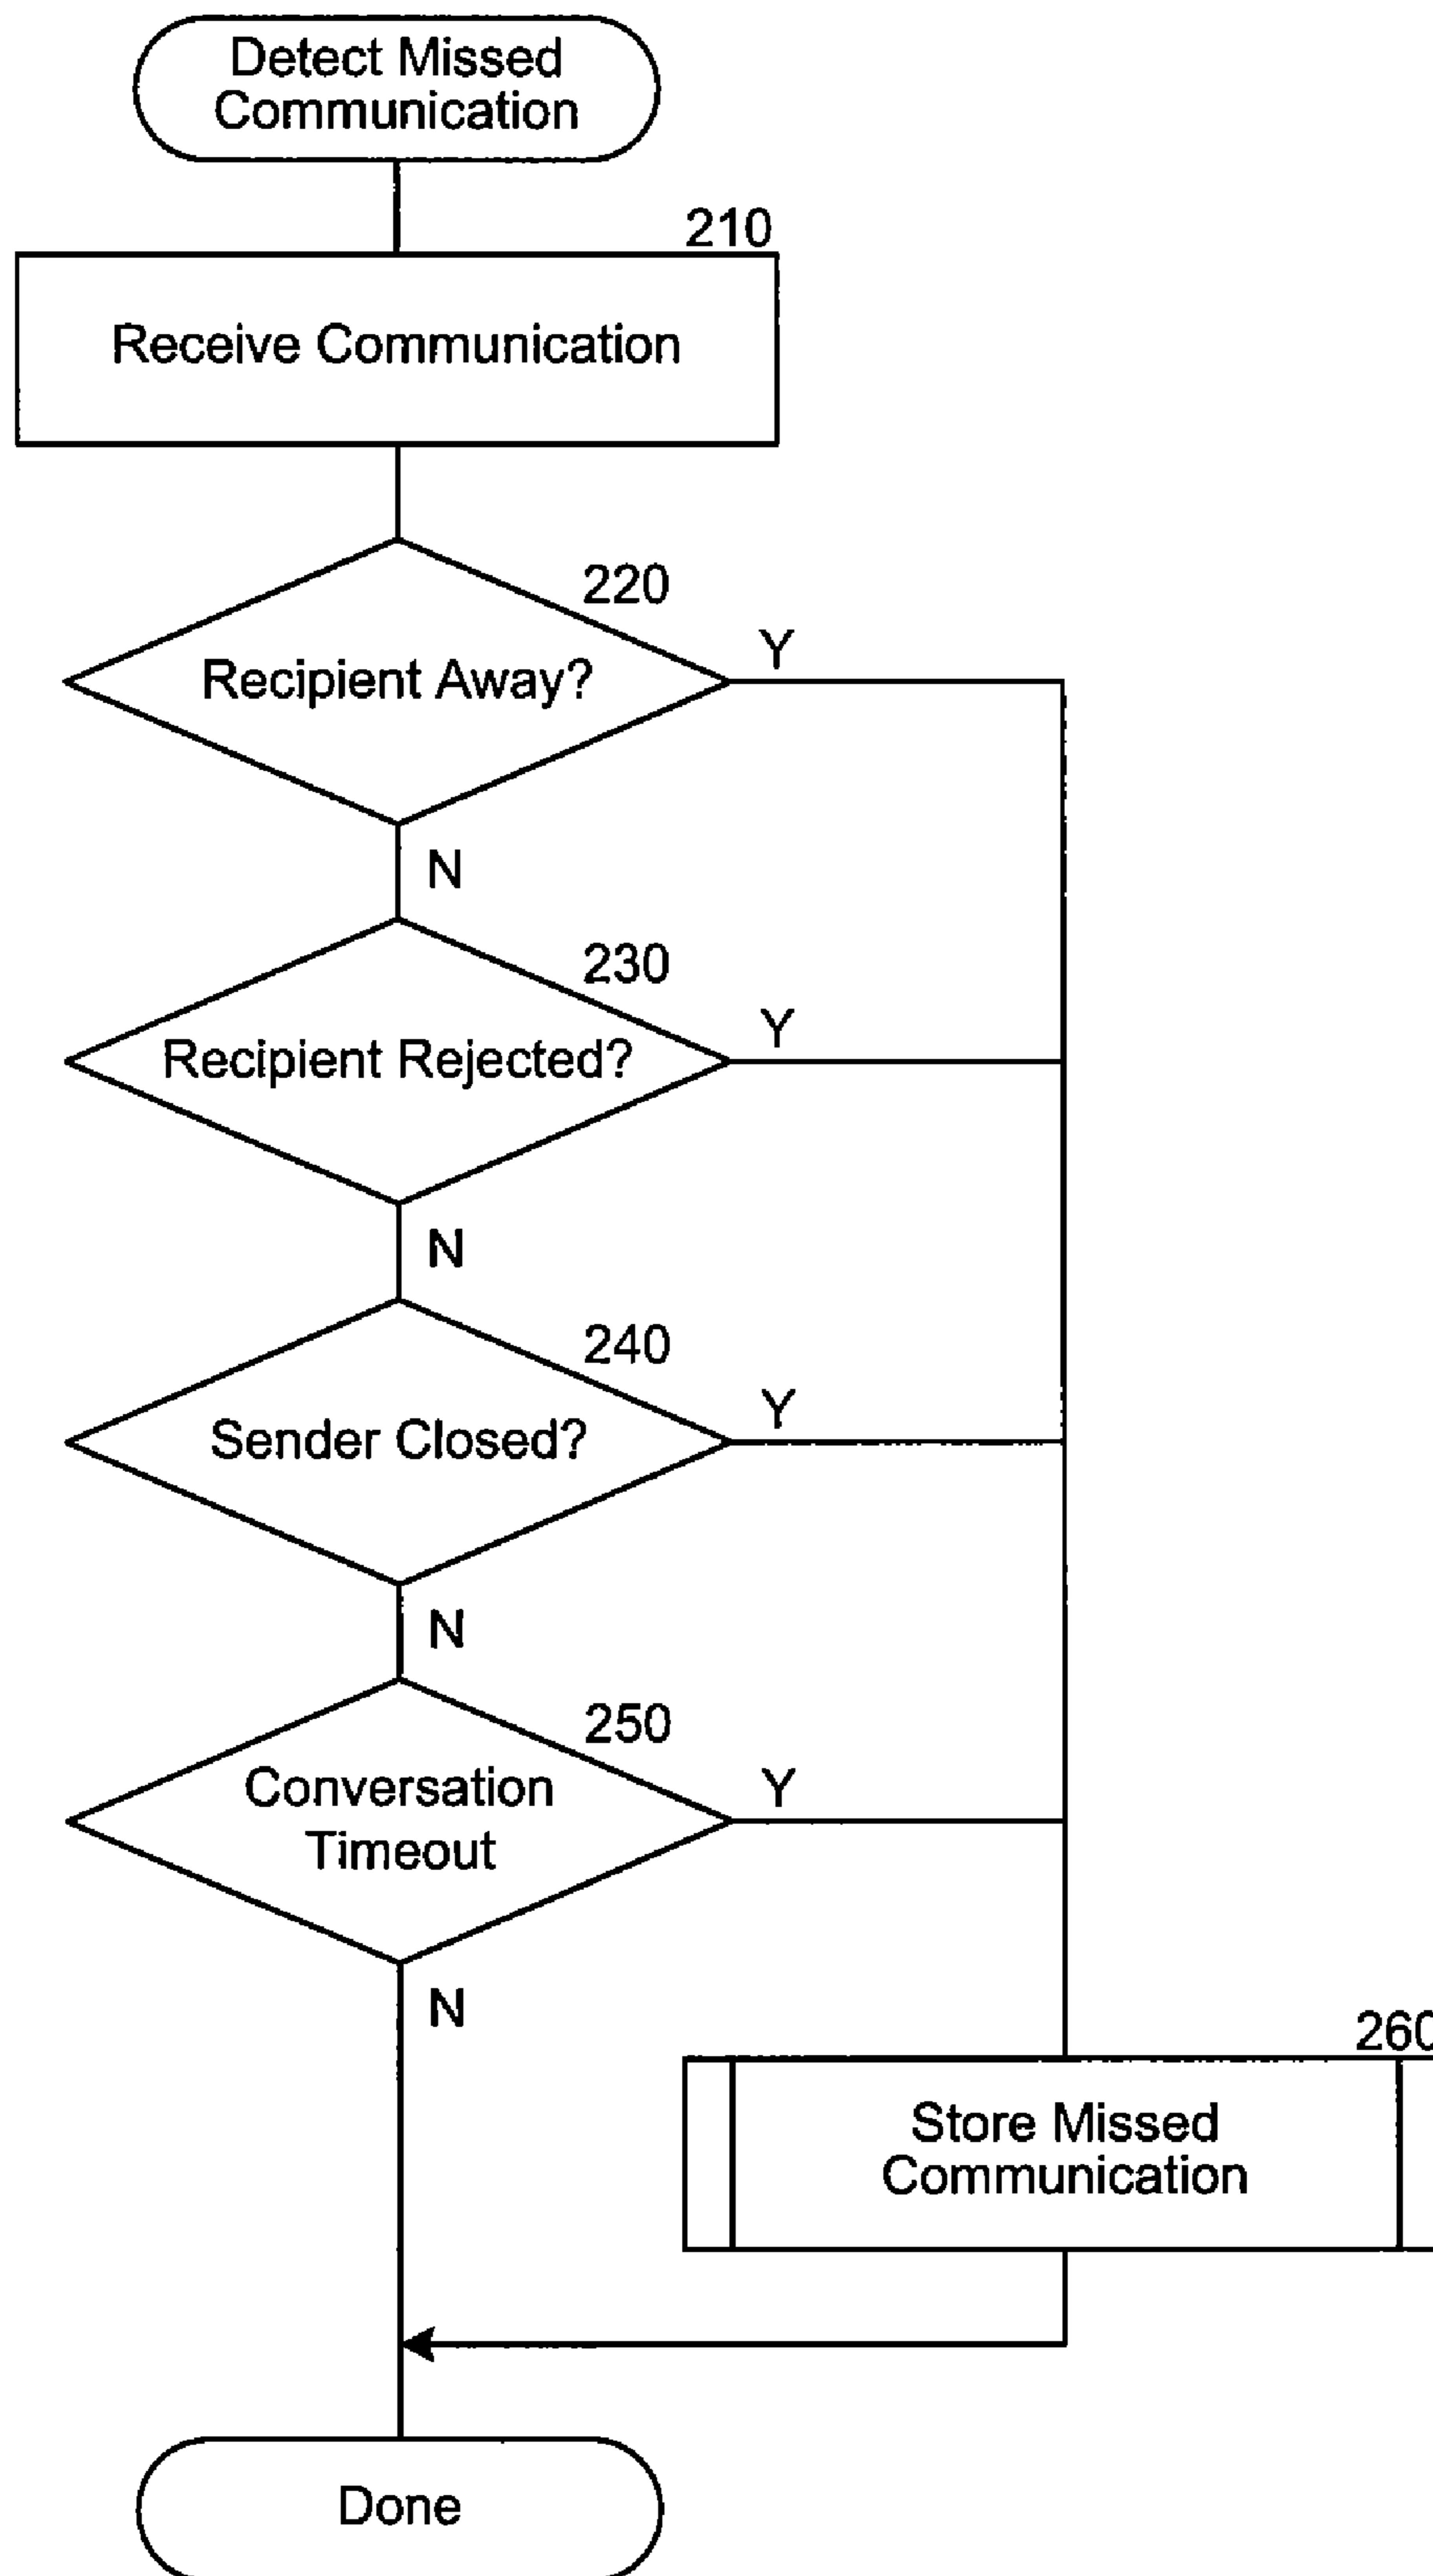 Detect Missed
Communication
210
Receive Communication
220
Recipient Away?
Y
N
230
Recipient Rejected?
Y
N
240
Sender Closed?
Y
N
250
Conversation
Timeout
Y
N
260
Store Missed
Communication
Done